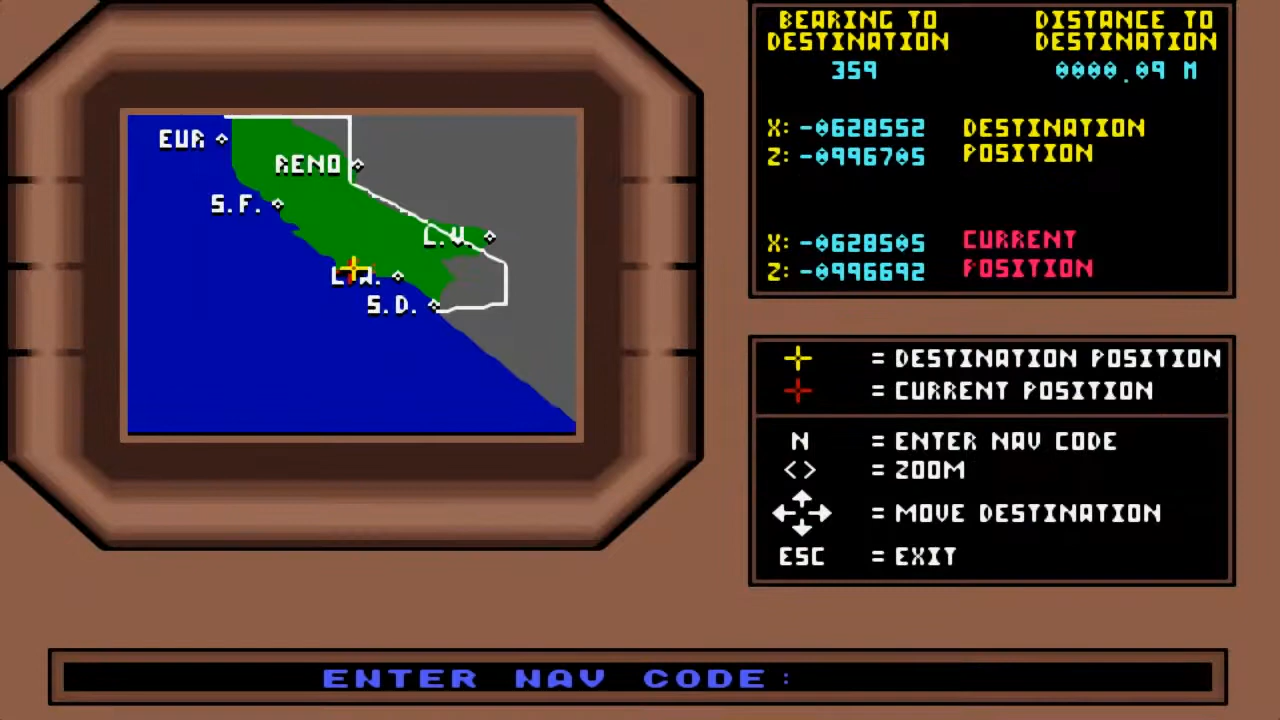 BEARING TO
DESTINATION
359
DISTANCE TO
DESTINATION
0000.09 M
X: -0628552 DESTINATION
Z: -0996705 POSITION
X: -0628505 CURRENT
Z: -0996692 POSITION
EUR
RENO
S.F.
L.V.
L.A.
S.D.
= DESTINATION POSITION
= CURRENT POSITION
N = ENTER NAV CODE
<> = ZOOM
= MOVE DESTINATION
ESC = EXIT
ENTER NAV CODE: